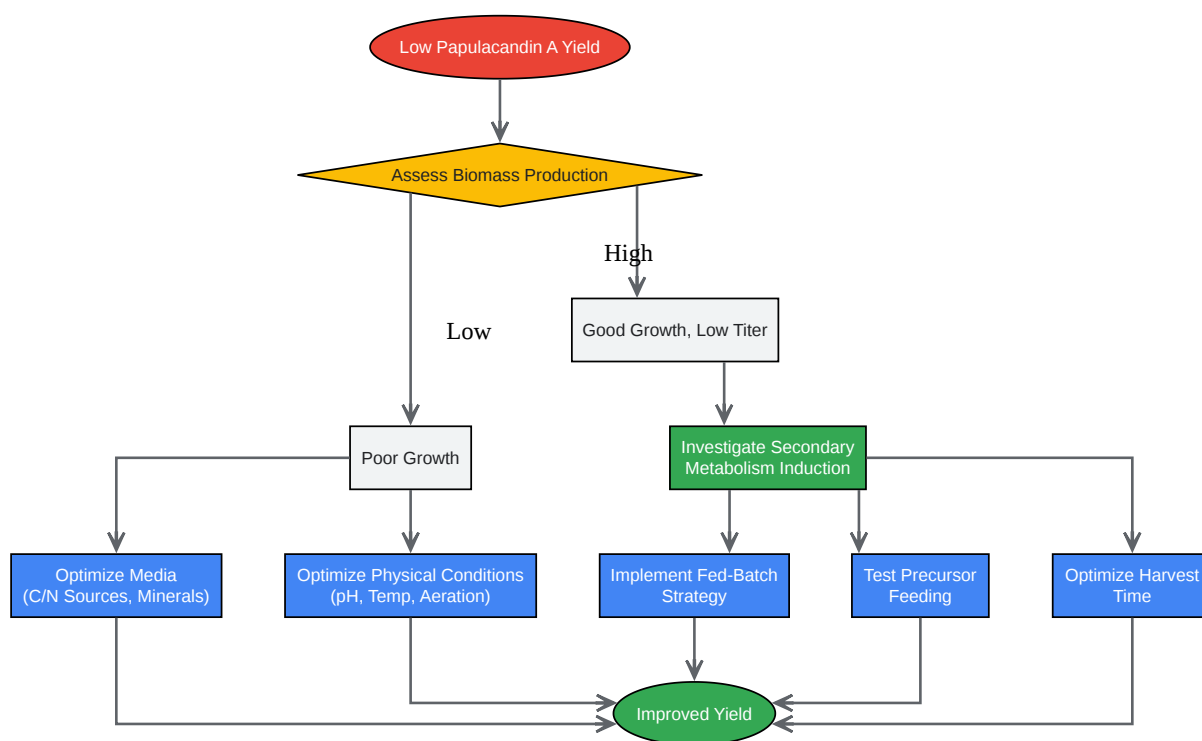 Low Papulacandin A Yield
Assess Biomass Production
High
Low
Good Growth, Low Titer
Poor Growth
Investigate Secondary
Metabolism Induction
Optimize Media
(C/N Sources, Minerals)
Optimize Physical Conditions
(pH, Temp, Aeration)
Implement Fed-Batch
Strategy
Test Precursor
Feeding
Optimize Harvest
Time
Improved Yield